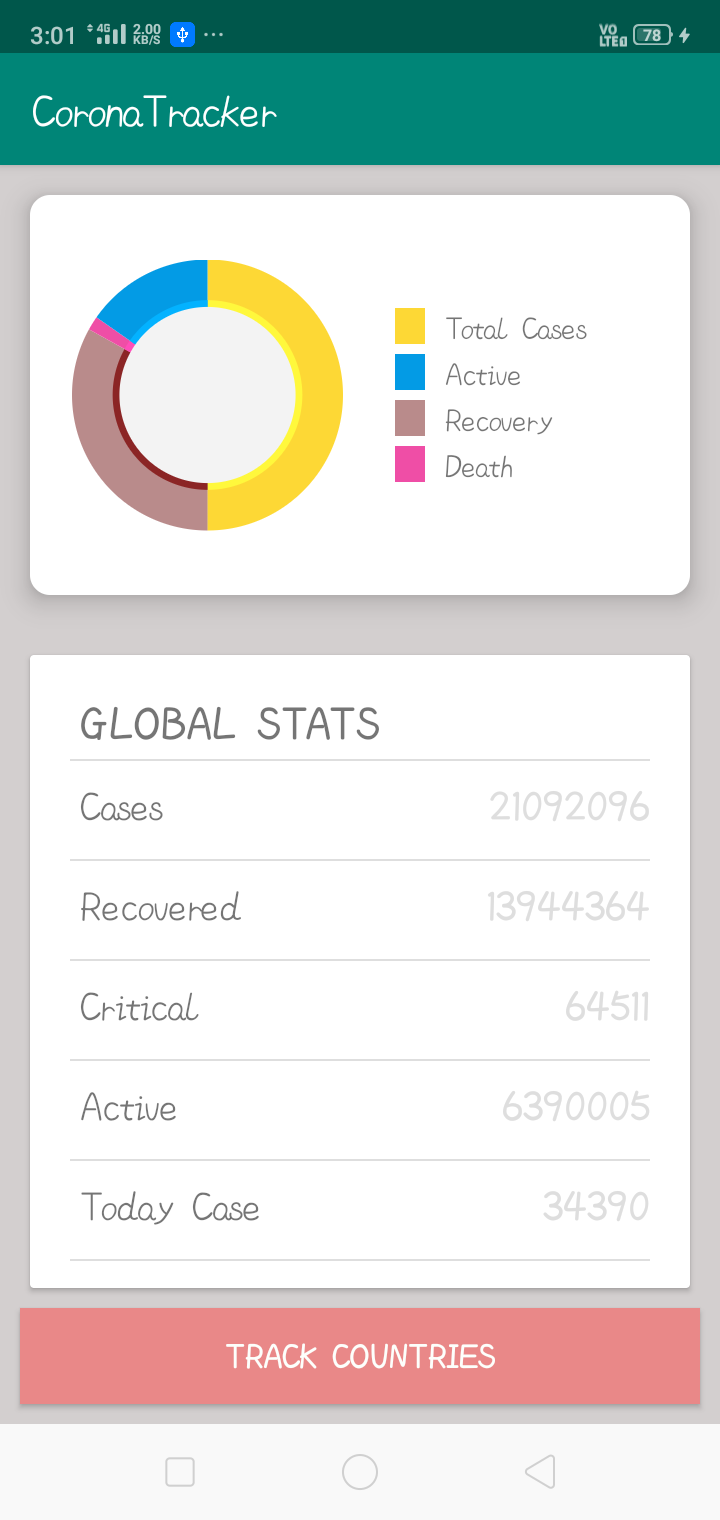 3:01 4G 2.00 KB/S ... VO LTE 1 78
CoronaTracker
Total Cases
Active
Recovery
Death
GLOBAL STATS
Cases 21092096
Recovered 13944364
Critical 64511
Active 6390005
Today Case 34390
TRACK COUNTRIES